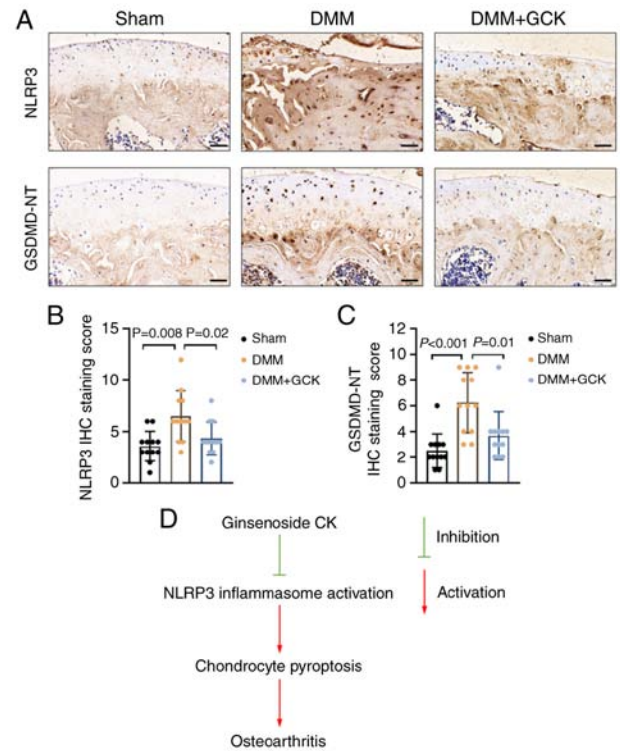 A
Sham DMM DMM+GCK
NLRP3
GSDMD-NT
B
NLRP3 IHC staining score
15
10
5
0
P=0.008 P=0.02
Sham
DMM
DMM+GCK
C
GSDMD-NT
IHC staining score
12
10
8
6
4
2
0
P<0.001 P=0.01
Sham
DMM
DMM+GCK
D
Ginsenoside CK
NLRP3 inflammasome activation
Chondrocyte pyroptosis
Osteoarthritis
Inhibition
Activation